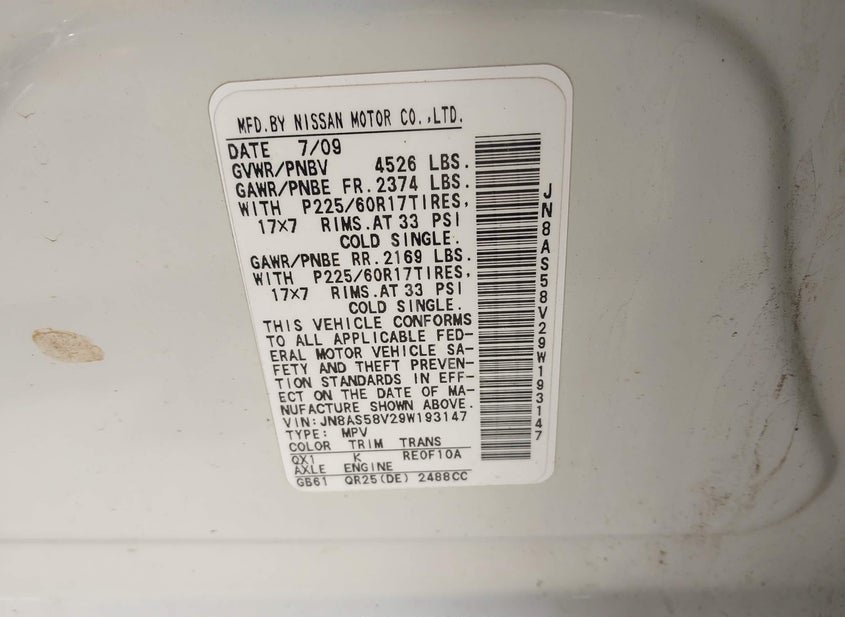 MFD.BY NISSAN MOTOR CO.,LTD.
DATE 7/09
GVWR/PNBV 4526 LBS.
GAWR/PNBE FR.2374 LBS.
WITH P225/60R17TIRES,
17×7 RIMS.AT 33 PSI
COLD SINGLE.
GAWR/PNBE RR.2169 LBS.
WITH P225/60R17TIRES,
17×7 RIMS.AT 33 PSI
COLD SINGLE.
THIS VEHICLE CONFORMS
TO ALL APPLICABLE FED-
ERAL MOTOR VEHICLE SA-
FETY AND THEFT PREVEN-
TION STANDARDS IN EFF-
ECT ON THE DATE OF MA-
NUFACTURE SHOWN ABOVE.
VIN:JN8AS58V29W193147
TYPE: MPV
COLOR TRIM TRANS
QX1 K RE0F10A
AXLE ENGINE
GB61 QR25(DE) 2488CC
JN8AS58V29W193147